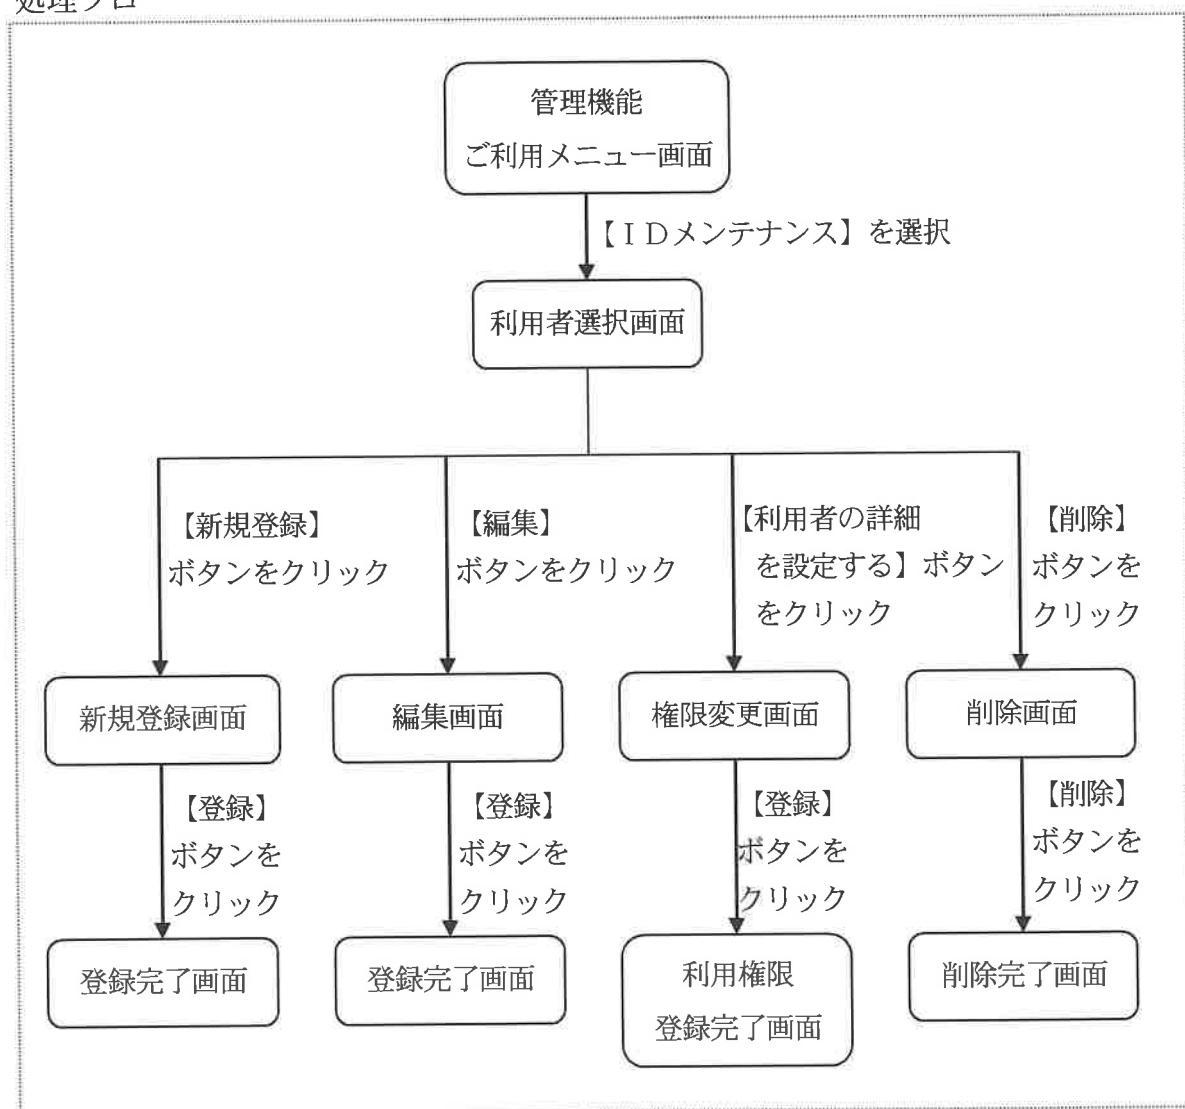 処理フロー
管理機能
ご利用メニュー画面
【ＩＤメンテナンス】を選択
利用者選択画面
【新規登録】
ボタンをクリック
【編集】
ボタンをクリック
【利用者の詳細
を設定する】ボタン
をクリック
【削除】
ボタンを
クリック
新規登録画面
編集画面
権限変更画面
削除画面
【登録】
ボタンを
クリック
【登録】
ボタンを
クリック
【登録】
ボタンを
クリック
【削除】
ボタンを
クリック
登録完了画面
登録完了画面
利用権限
登録完了画面
削除完了画面